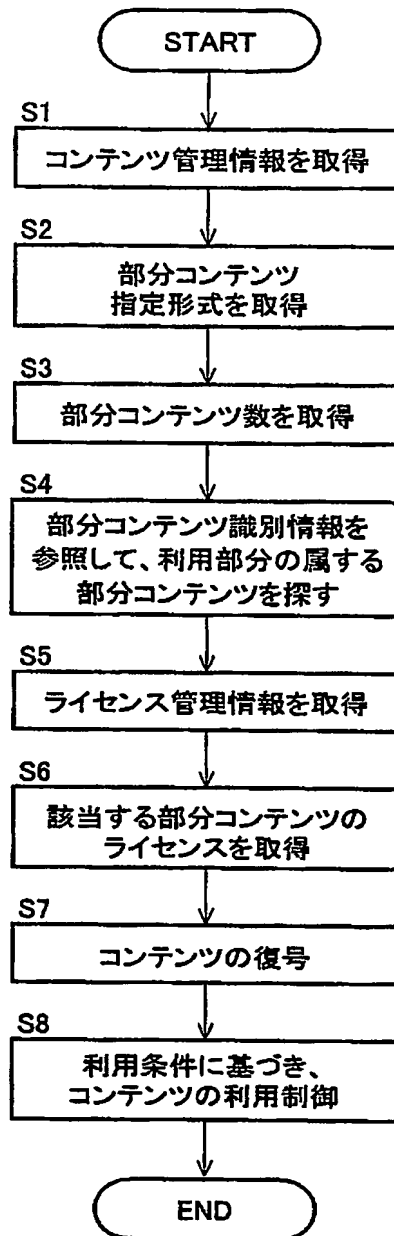 START
S1
コンテンツ管理情報を取得
S2
部分コンテンツ
指定形式を取得
S3
部分コンテンツ数を取得
S4
部分コンテンツ識別情報を
参照して、利用部分の属する
部分コンテンツを探す
S5
ライセンス管理情報を取得
S6
該当する部分コンテンツの
ライセンスを取得
S7
コンテンツの復号
S8
利用条件に基づき、
コンテンツの利用制御
END